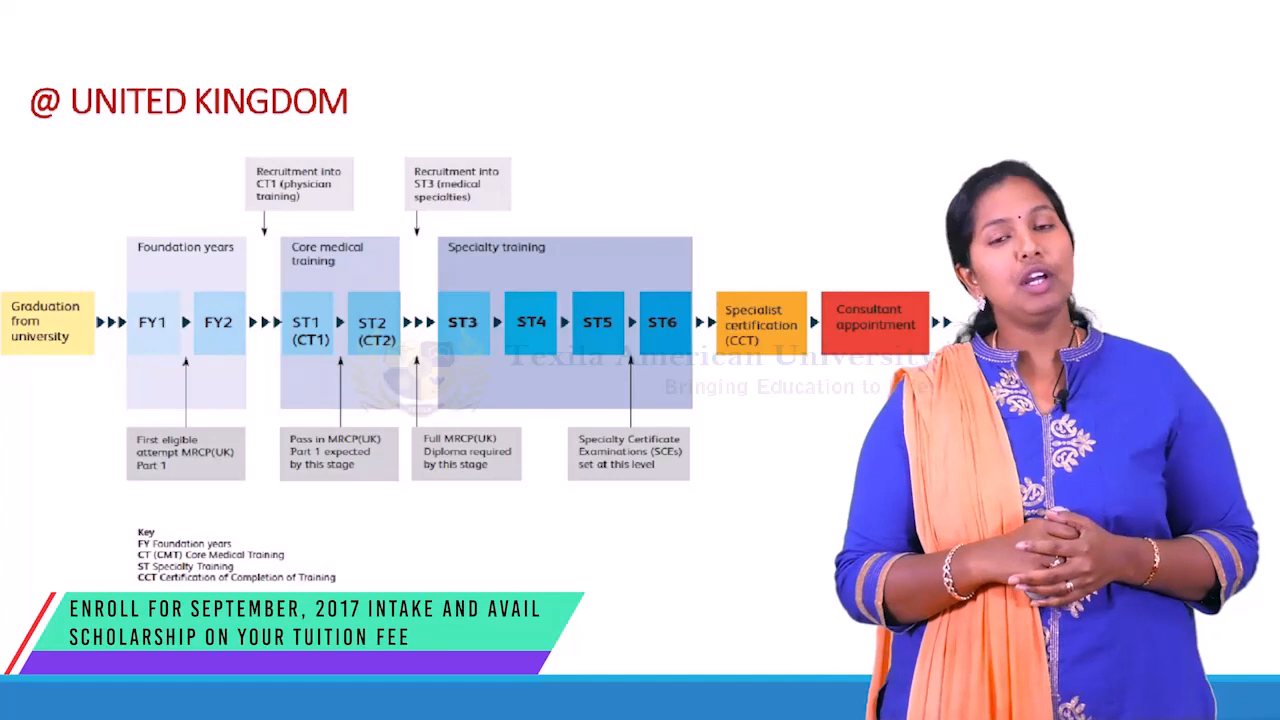 @ UNITED KINGDOM
Recruitment into
CT1 (physician
training)
Recruitment into
ST3 (medical
specialties)
Foundation years
Core medical
training
Specialty training
Graduation
from
university
FY1
FY2
ST1
(CT1)
ST2
(CT2)
ST3
ST4
ST5
ST6
Specialist
certification
(CCT)
Consultant
appointment
Texila American University
Bringing Education to
First eligible
attempt MRCP(UK)
Part 1
Pass in MRCP(UK)
Part 1 expected
by this stage
Full MRCP(UK)
Diploma required
by this stage
Specialty Certificate
Examinations (SCEs)
set at this level
Key
FY Foundation years
CT (CMT) Core Medical Training
ST Specialty Training
CCT Certification of Completion of Training
ENROLL FOR SEPTEMBER, 2017 INTAKE AND AVAIL
SCHOLARSHIP ON YOUR TUITION FEE